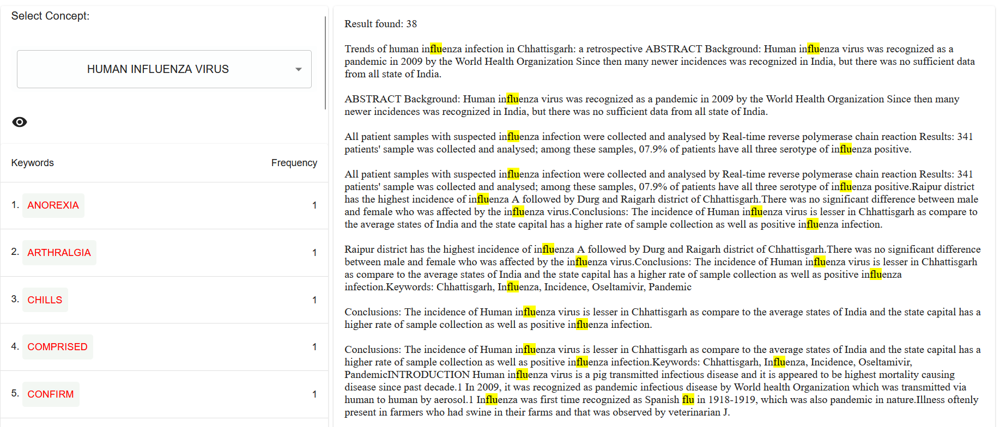 Select Concept:
HUMAN INFLUENZA VIRUS
Keywords Frequency
1. ANOREXIA 1
2. ARTHRALGIA 1
3. CHILLS 1
4. COMPRISED 1
5. CONFIRM 1
Result found: 38
Trends of human influenza infection in Chhattisgarh: a retrospective ABSTRACT Background: Human influenza virus was recognized as a
pandemic in 2009 by the World Health Organization Since then many newer incidences was recognized in India, but there was no sufficient data
from all state of India.
ABSTRACT Background: Human influenza virus was recognized as a pandemic in 2009 by the World Health Organization Since then many
newer incidences was recognized in India, but there was no sufficient data from all state of India.
All patient samples with suspected influenza infection were collected and analysed by Real-time reverse polymerase chain reaction Results: 341
patients' sample was collected and analysed; among these samples, 07.9% of patients have all three serotype of influenza positive.
All patient samples with suspected influenza infection were collected and analysed by Real-time reverse polymerase chain reaction Results: 341
patients' sample was collected and analysed; among these samples, 07.9% of patients have all three serotype of influenza positive.Raipur district
has the highest incidence of influenza A followed by Durg and Raigarh district of Chhattisgarh.There was no significant difference between male
and female who was affected by the influenza virus.Conclusions: The incidence of Human influenza virus is lesser in Chhattisgarh as compare to
the average states of India and the state capital has a higher rate of sample collection as well as positive influenza infection.
Raipur district has the highest incidence of influenza A followed by Durg and Raigarh district of Chhattisgarh.There was no significant difference
between male and female who was affected by the influenza virus.Conclusions: The incidence of Human influenza virus is lesser in Chhattisgarh
as compare to the average states of India and the state capital has a higher rate of sample collection as well as positive influenza
infection.Keywords: Chhattisgarh, Influenza, Incidence, Oseltamivir, Pandemic
Conclusions: The incidence of Human influenza virus is lesser in Chhattisgarh as compare to the average states of India and the state capital has a
higher rate of sample collection as well as positive influenza infection.
Conclusions: The incidence of Human influenza virus is lesser in Chhattisgarh as compare to the average states of India and the state capital has a
higher rate of sample collection as well as positive influenza infection.Keywords: Chhattisgarh, Influenza, Incidence, Oseltamivir,
PandemicINTRODUCTION Human influenza virus is a pig transmitted infectious disease and it is appeared to be highest mortality causing
disease since past decade.1 In 2009, it was recognized as pandemic infectious disease by World health Organization which was transmitted via
human to human by aerosol.1 Influenza was first time recognized as Spanish flu in 1918-1919, which was also pandemic in nature.Illness oftenly
present in farmers who had swine in their farms and that was observed by veterinarian J.